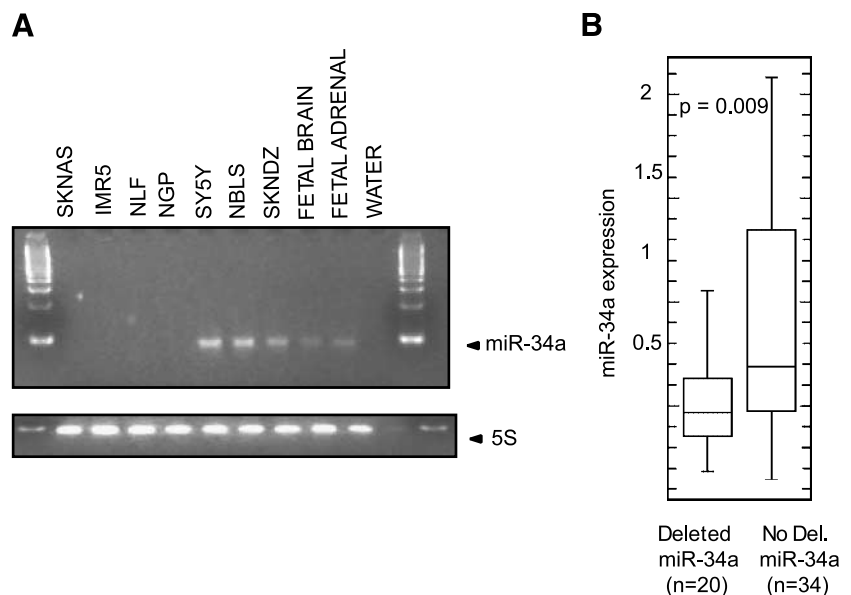 A
SKNAS
IMR5
NLF
NGP
SY5Y
NBLS
SKNDZ
FETAL BRAIN
FETAL ADRENAL
WATER
miR-34a
5S
B
p = 0.009
2
1.5
1
0.5
miR-34a expression
Deleted
miR-34a
(n=20)
No Del.
miR-34a
(n=34)